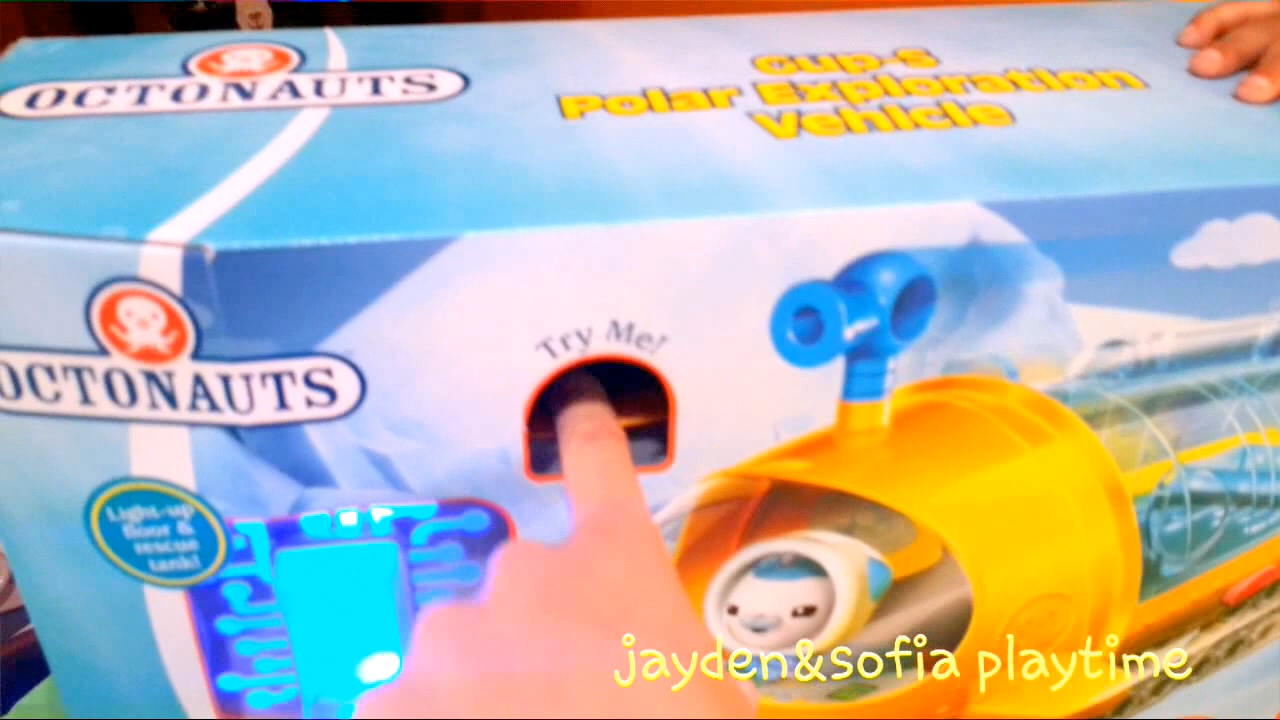 OCTONAUTS
Gup-S
Polar Exploration
Vehicle
OCTONAUTS
Try Me!
Light-up
floor &
rescue
tank!
jayden&sofia playtime